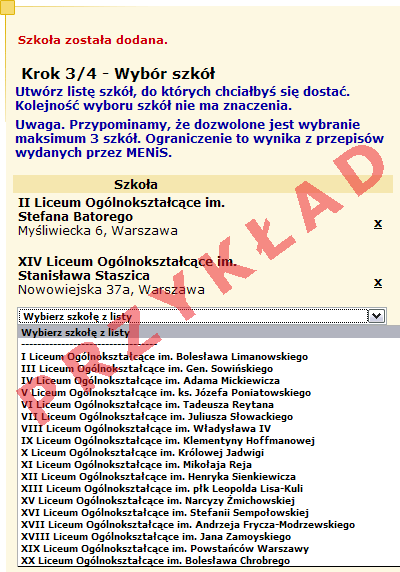 Szkoła została dodana.
Krok 3/4 - Wybór szkół
Utwórz listę szkół, do których chciałbyś się dostać.
Kolejność wyboru szkół nie ma znaczenia.
Uwaga. Przypominamy, że dozwolone jest wybranie
maksimum 3 szkół. Ograniczenie to wynika z przepisów
wydanych przez MENiS.
Szkoła
II Liceum Ogólnokształcące im.
Stefana Batorego
Myśliwiecka 6, Warszawa
x
XIV Liceum Ogólnokształcące im.
Stanisława Staszica
Nowowiejska 37a, Warszawa
x
Wybierz szkołę z listy
Wybierz szkołę z listy
--------------------------------
I Liceum Ogólnokształcące im. Bolesława Limanowskiego
III Liceum Ogólnokształcące im. Gen. Sowińskiego
IV Liceum Ogólnokształcące im. Adama Mickiewicza
V Liceum Ogólnokształcące im. ks. Józefa Poniatowskiego
VI Liceum Ogólnokształcące im. Tadeusza Reytana
VII Liceum Ogólnokształcące im. Juliusza Słowackiego
VIII Liceum Ogólnokształcące im. Władysława IV
IX Liceum Ogólnokształcące im. Klementyny Hoffmanowej
X Liceum Ogólnokształcące im. Królowej Jadwigi
XI Liceum Ogólnokształcące im. Mikołaja Reja
XII Liceum Ogólnokształcące im. Henryka Sienkiewicza
XIII Liceum Ogólnokształcące im. płk Leopolda Lisa-Kuli
XV Liceum Ogólnokształcące im. Narcyzy Żmichowskiej
XVI Liceum Ogólnokształcące im. Stefanii Sempołowskiej
XVII Liceum Ogólnokształcące im. Andrzeja Frycza-Modrzewskiego
XVIII Liceum Ogólnokształcące im. Jana Zamoyskiego
XIX Liceum Ogólnokształcące im. Powstańców Warszawy
XX Liceum Ogólnokształcące im. Bolesława Chrobrego
PRZYKŁAD